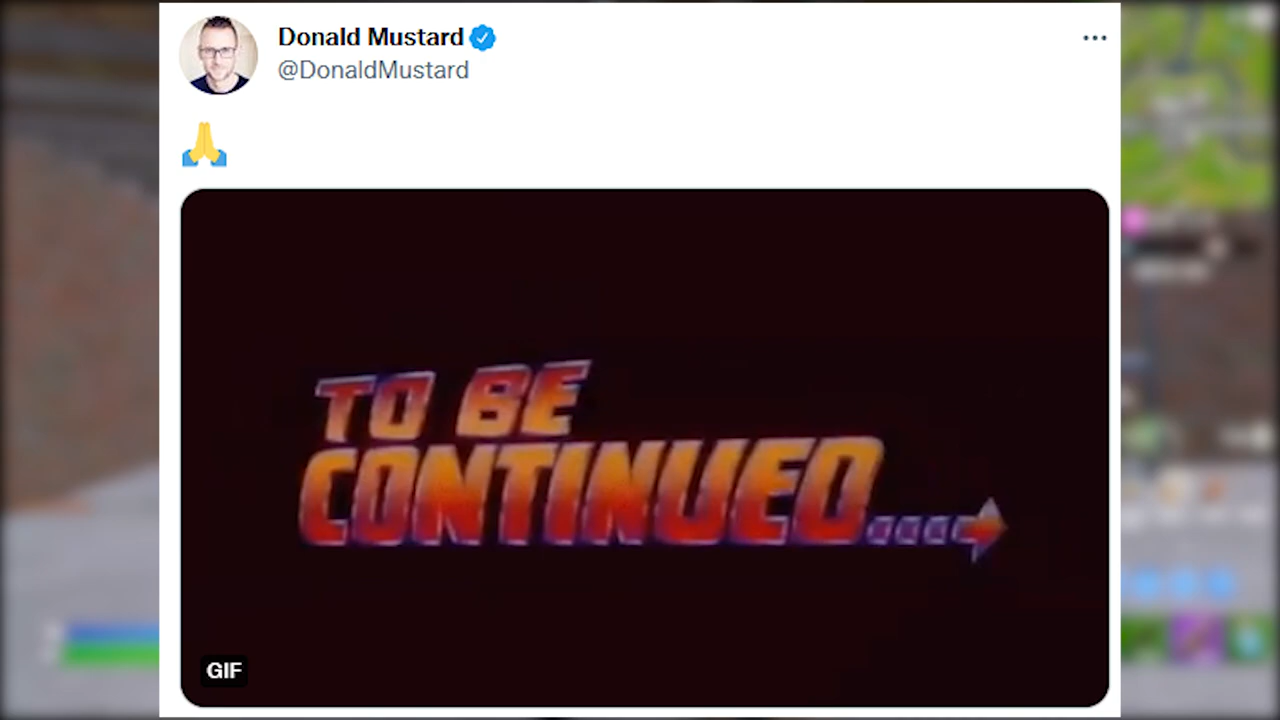 Donald Mustard
@DonaldMustard
🙏
TO BE
CONTINUED....
GIF